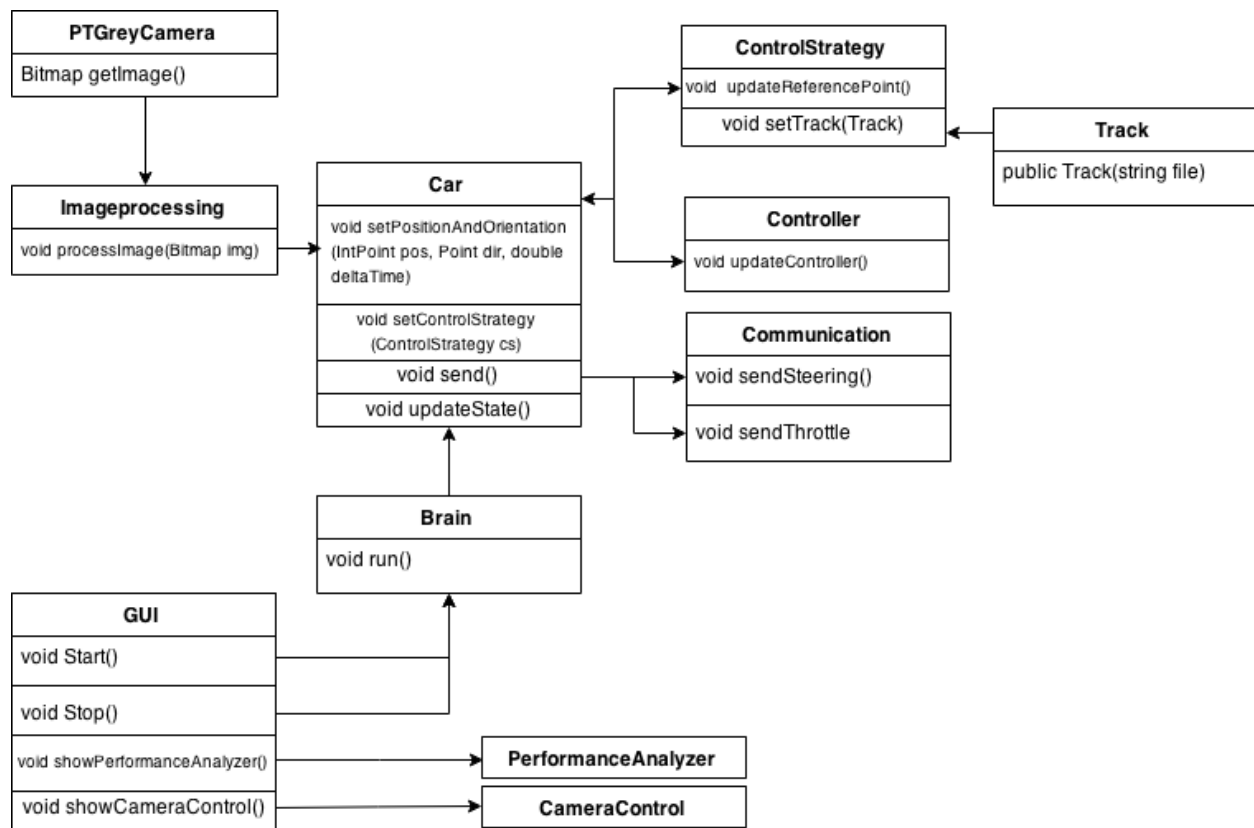 PTGreyCamera
Bitmap getImage()
Imageprocessing
void processImage(Bitmap img)
Car
void setPositionAndOrientation
(IntPoint pos, Point dir, double
deltaTime)
void setControlStrategy
(ControlStrategy cs)
void send()
void updateState()
ControlStrategy
void updateReferencePoint()
void setTrack(Track)
Track
public Track(string file)
Controller
void updateController()
Communication
void sendSteering()
void sendThrottle
Brain
void run()
GUI
void Start()
void Stop()
void showPerformanceAnalyzer()
void showCameraControl()
PerformanceAnalyzer
CameraControl